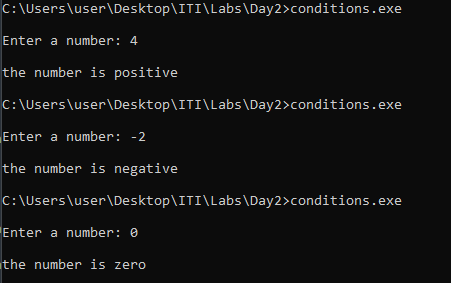 C:\Users\user\Desktop\ITI\Labs\Day2>conditions.exe
Enter a number: 4
the number is positive
C:\Users\user\Desktop\ITI\Labs\Day2>conditions.exe
Enter a number: -2
the number is negative
C:\Users\user\Desktop\ITI\Labs\Day2>conditions.exe
Enter a number: 0
the number is zero